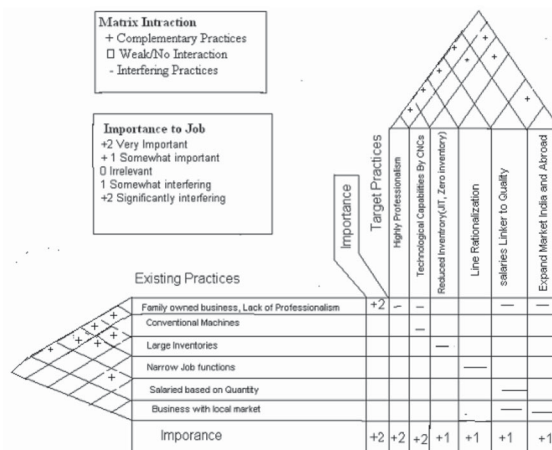 Matrix Intraction
+ Complementary Practices
□ Weak/No Interaction
- Interfering Practices
Importance to Job
+2 Very Important
+ 1 Somewhat important
0 Irrelevant
1 Somewhat interfering
+2 Significantly interfering
Importance
Target Practices
Highly Professionalism
Technological Capabilities By CNCs
Reduced Inventrory(JIT, Zero inventory)
Line Rationalization
salaries Linker to Quality
Expand Market India and Abroad
Existing Practices
Family owned business, Lack of Professionalism +2 — — — —
Conventional Machines —
Large Inventories —
Narrow Job functions —
Salaried based on Quantity —
Business with local market — —
Imporance +2 +2 +2 +1 +1 +1 +1